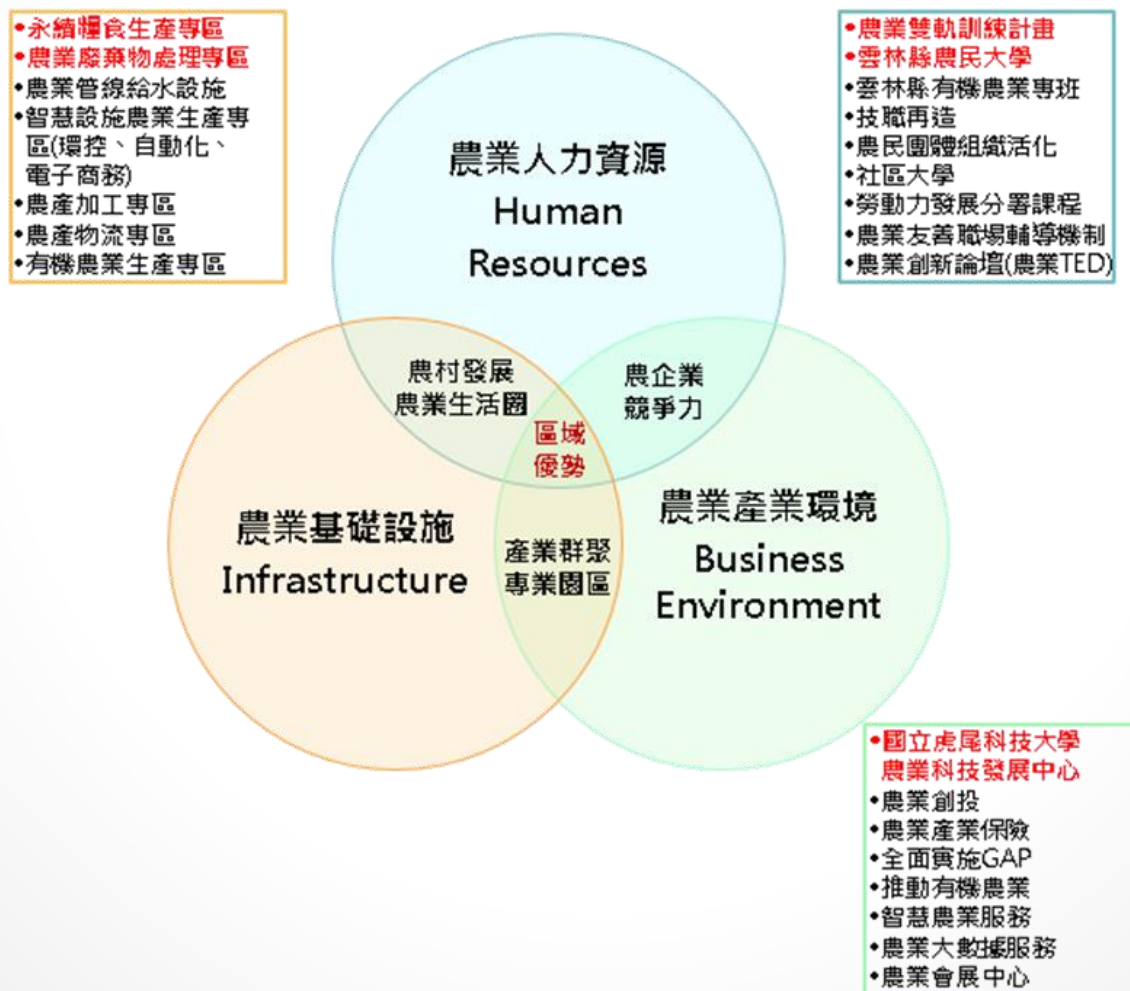 •永續糧食生產專區
•農業廢棄物處理專區
•農業管線給水設施
•智慧設施農業生產專
區(環控、自動化、
電子商務)
•農產加工專區
•農產物流專區
•有機農業生產專區
•農業雙軌訓練計畫
•雲林縣農民大學
•雲林縣有機農業專班
•技職再造
•農民團體組織活化
•社區大學
•勞動力發展分署課程
•農業友善職場輔導機制
•農業創新論壇(農業TED)
農業人力資源
Human
Resources
農村發展
農業生活圈
農企業
競爭力
區域
優勢
農業基礎設施
Infrastructure
產業群聚
專業園區
農業產業環境
Business
Environment
•國立虎尾科技大學
農業科技發展中心
•農業創投
•農業產業保險
•全面實施GAP
•推動有機農業
•智慧農業服務
•農業大數據服務
•農業會展中心